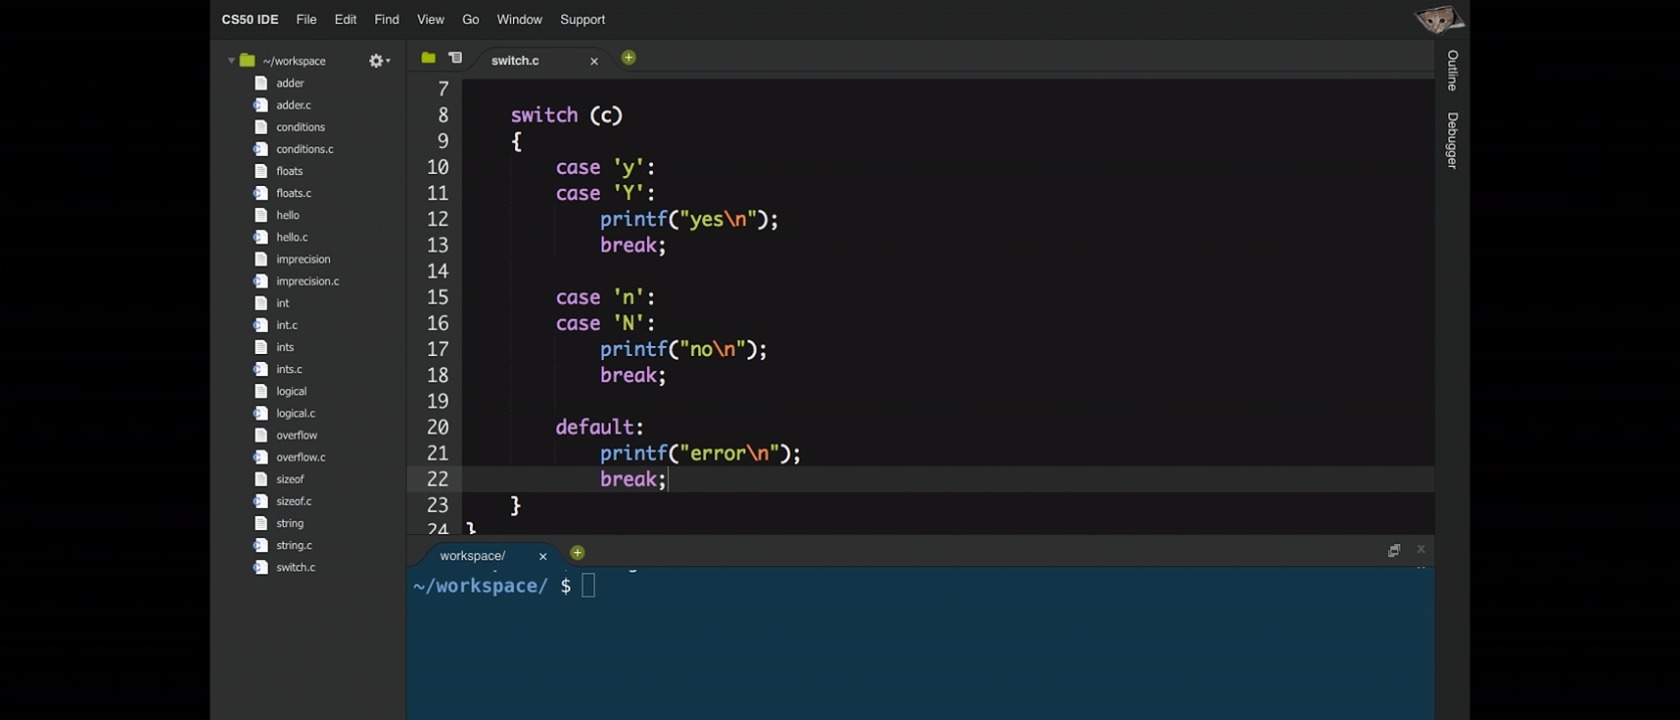 CS50 IDE File Edit Find View Go Window Support
~/workspace
adder
adder.c
conditions
conditions.c
floats
floats.c
hello
hello.c
imprecision
imprecision.c
int
int.c
ints
ints.c
logical
logical.c
overflow
overflow.c
sizeof
sizeof.c
string
string.c
switch.c
switch.c
7
8 switch (c)
9 {
10 case 'y':
11 case 'Y':
12 printf("yes\n");
13 break;
14
15 case 'n':
16 case 'N':
17 printf("no\n");
18 break;
19
20 default:
21 printf("error\n");
22 break;
23 }
24 }
workspace/
~/workspace/ $
Outline
Debugger